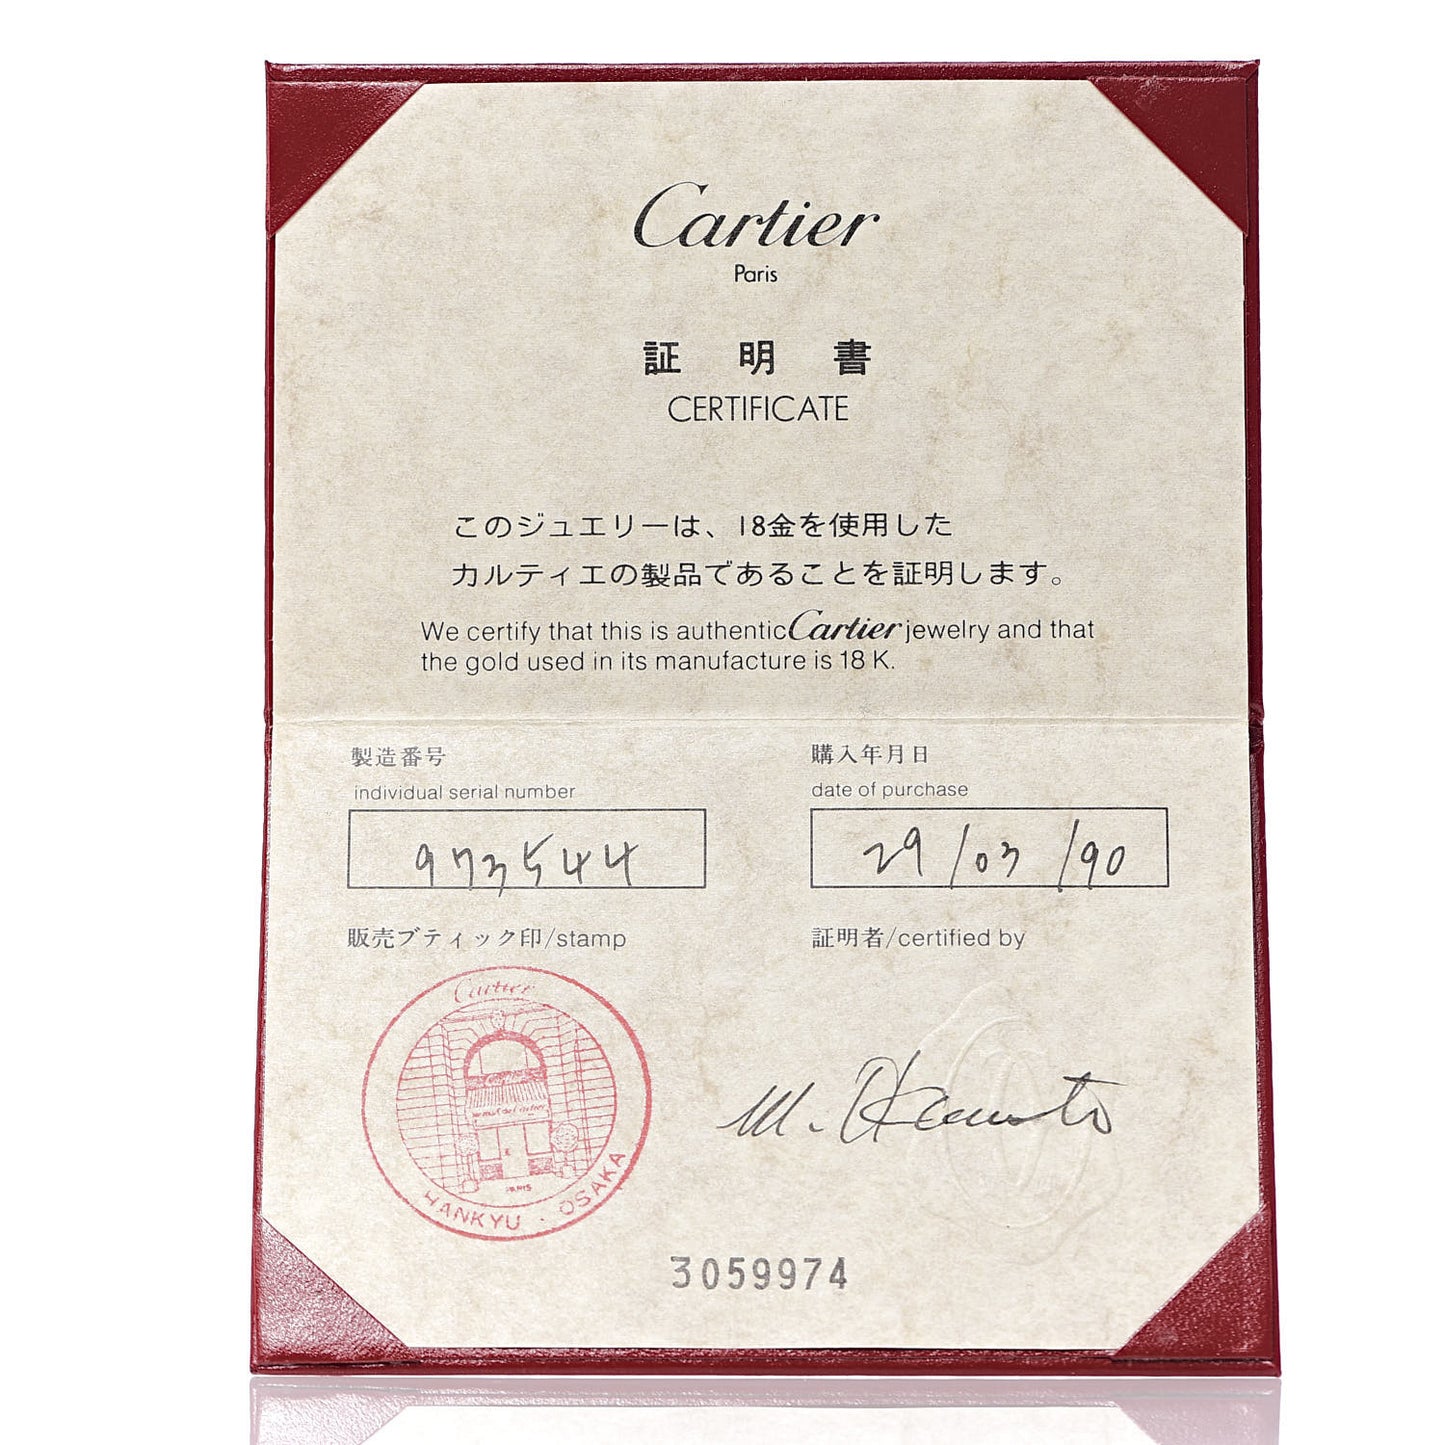 Cartier
Paris
証明書
CERTIFICATE
このジュエリーは、18金を使用した
カルティエの製品であることを証明します。
We certify that this is authentic Cartier jewelry and that
the gold used in its manufacture is 18 K.
製造番号
individual serial number
973544
購入年月日
date of purchase
29/03/90
販売ブティック印/stamp
証明者/certified by
Cartier
PARIS
HANKYU・OSAKA
M. Okamoto
3059974